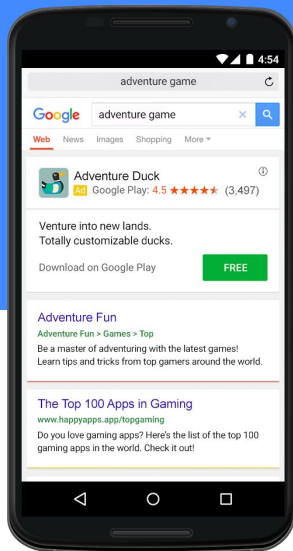 4:54
adventure game
Google adventure game ×
Web News Images Shopping More
Adventure Duck
Ad Google Play: 4.5 ★★★★★ (3,497)
Venture into new lands.
Totally customizable ducks.
Download on Google Play FREE
Adventure Fun
Adventure Fun > Games > Top
Be a master of adventuring with the latest games!
Learn tips and tricks from top gamers around the world.
The Top 100 Apps in Gaming
www.happyapps.app/topgaming
Do you love gaming apps? Here's the list of the top 100
gaming apps in the world. Check it out!